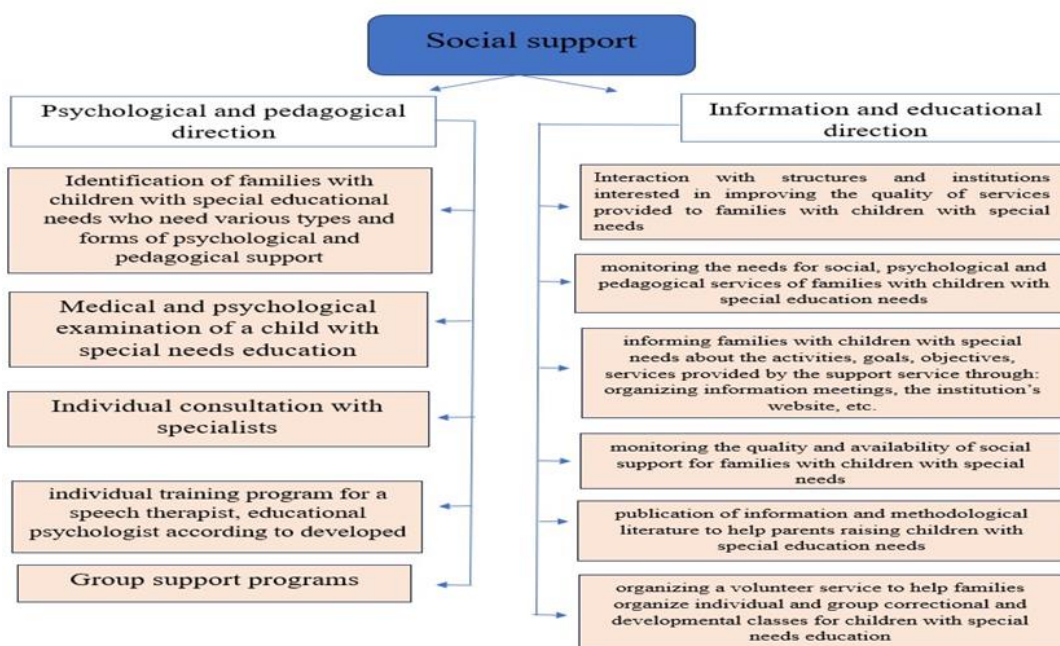 Social support
Psychological and pedagogical
direction
Identification of families with
children with special educational
needs who need various types and
forms of psychological and
pedagogical support
Medical and psychological
examination of a child with
special needs education
Individual consultation with
specialists
individual training program for a
speech therapist, educational
psychologist according to developed
Group support programs
Information and educational
direction
Interaction with structures and institutions
interested in improving the quality of services
provided to families with children with special
needs
monitoring the needs for social, psychological and
pedagogical services of families with children with
special education needs
informing families with children with special
needs about the activities, goals, objectives,
services provided by the support service through:
organizing information meetings, the institution's
website, etc.
monitoring the quality and availability of social
support for families with children with special
needs
publication of information and methodological
literature to help parents raising children with
special education needs
organizing a volunteer service to help families
organize individual and group correctional and
developmental classes for children with special
needs education